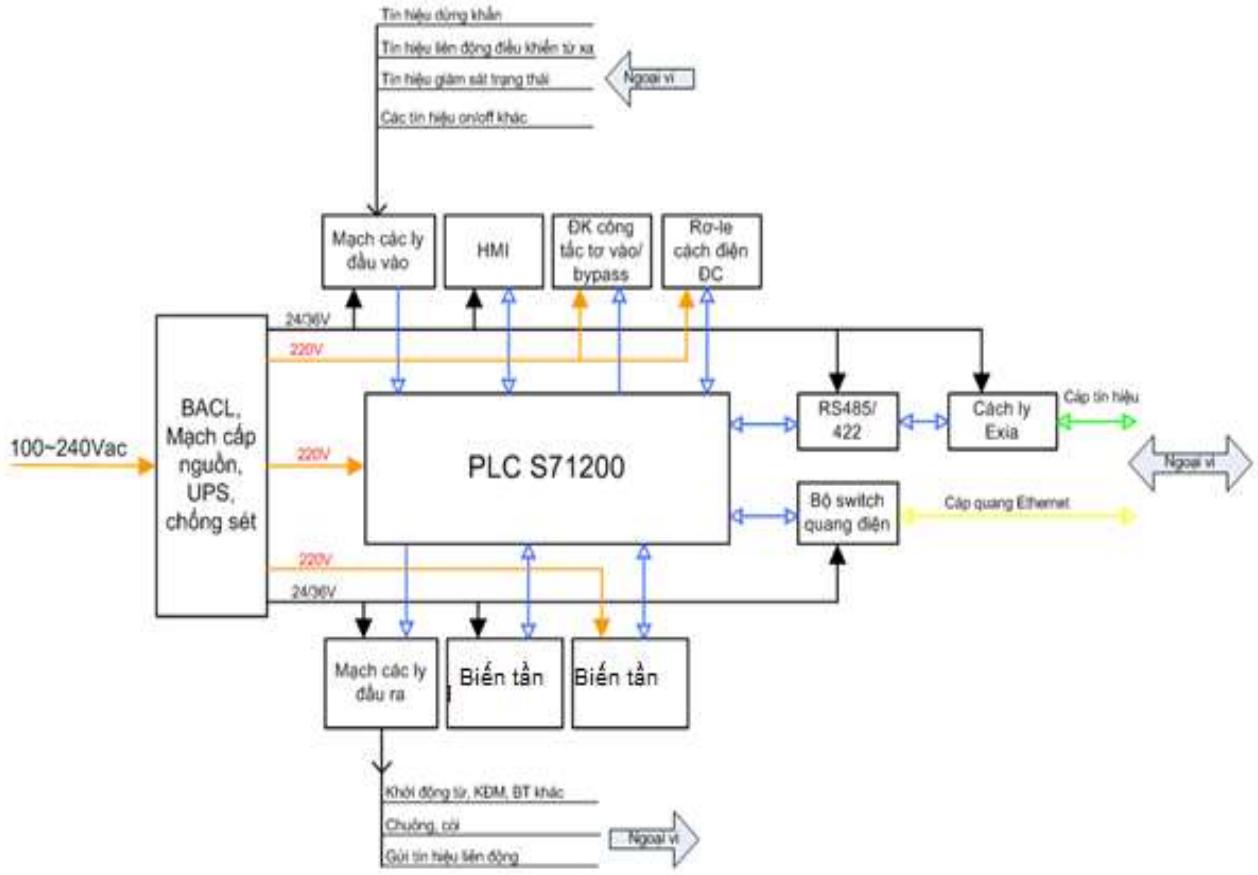 Tín hiệu dừng khẩn
Tín hiệu liên động điều khiển từ xa
Tín hiệu giám sát trạng thái
Các tín hiệu on/off khác
Ngoại vi
Mạch các ly
đầu vào
HMI
ĐK công
tắc tơ vào/
bypass
Rơ-le
cách điện
ĐC
24/36V
220V
BACL,
Mạch cấp
nguồn,
UPS,
chống sét
100~240Vac
220V
PLC S71200
RS485/
422
Cách ly
Exia
Cáp tín hiệu
Ngoại vi
Bộ switch
quang điện
Cáp quang Ethernet
220V
24/36V
Mạch các ly
đầu ra
Biến tần
Biến tần
Khởi động từ, KĐM, BT khác
Chuông, còi
Gửi tín hiệu liên động
Ngoại vi